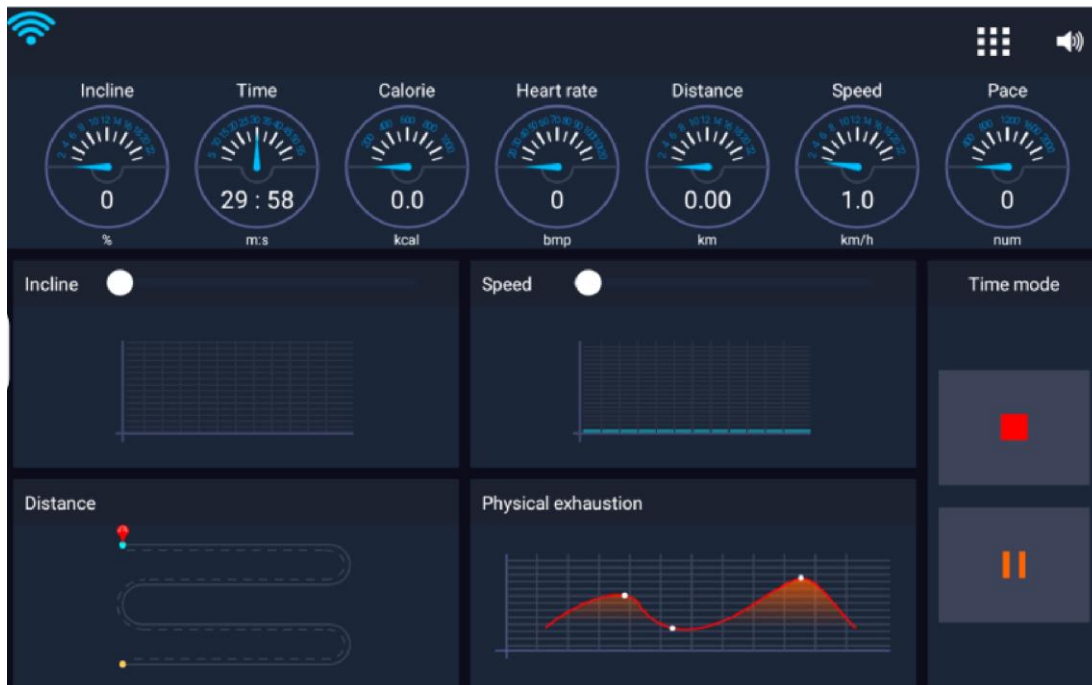 Incline Time Calorie Heart rate Distance Speed Pace
0 29 : 58 0.0 0 0.00 1.0 0
% m:s kcal bmp km km/h num
Incline Speed Time mode
Distance Physical exhaustion